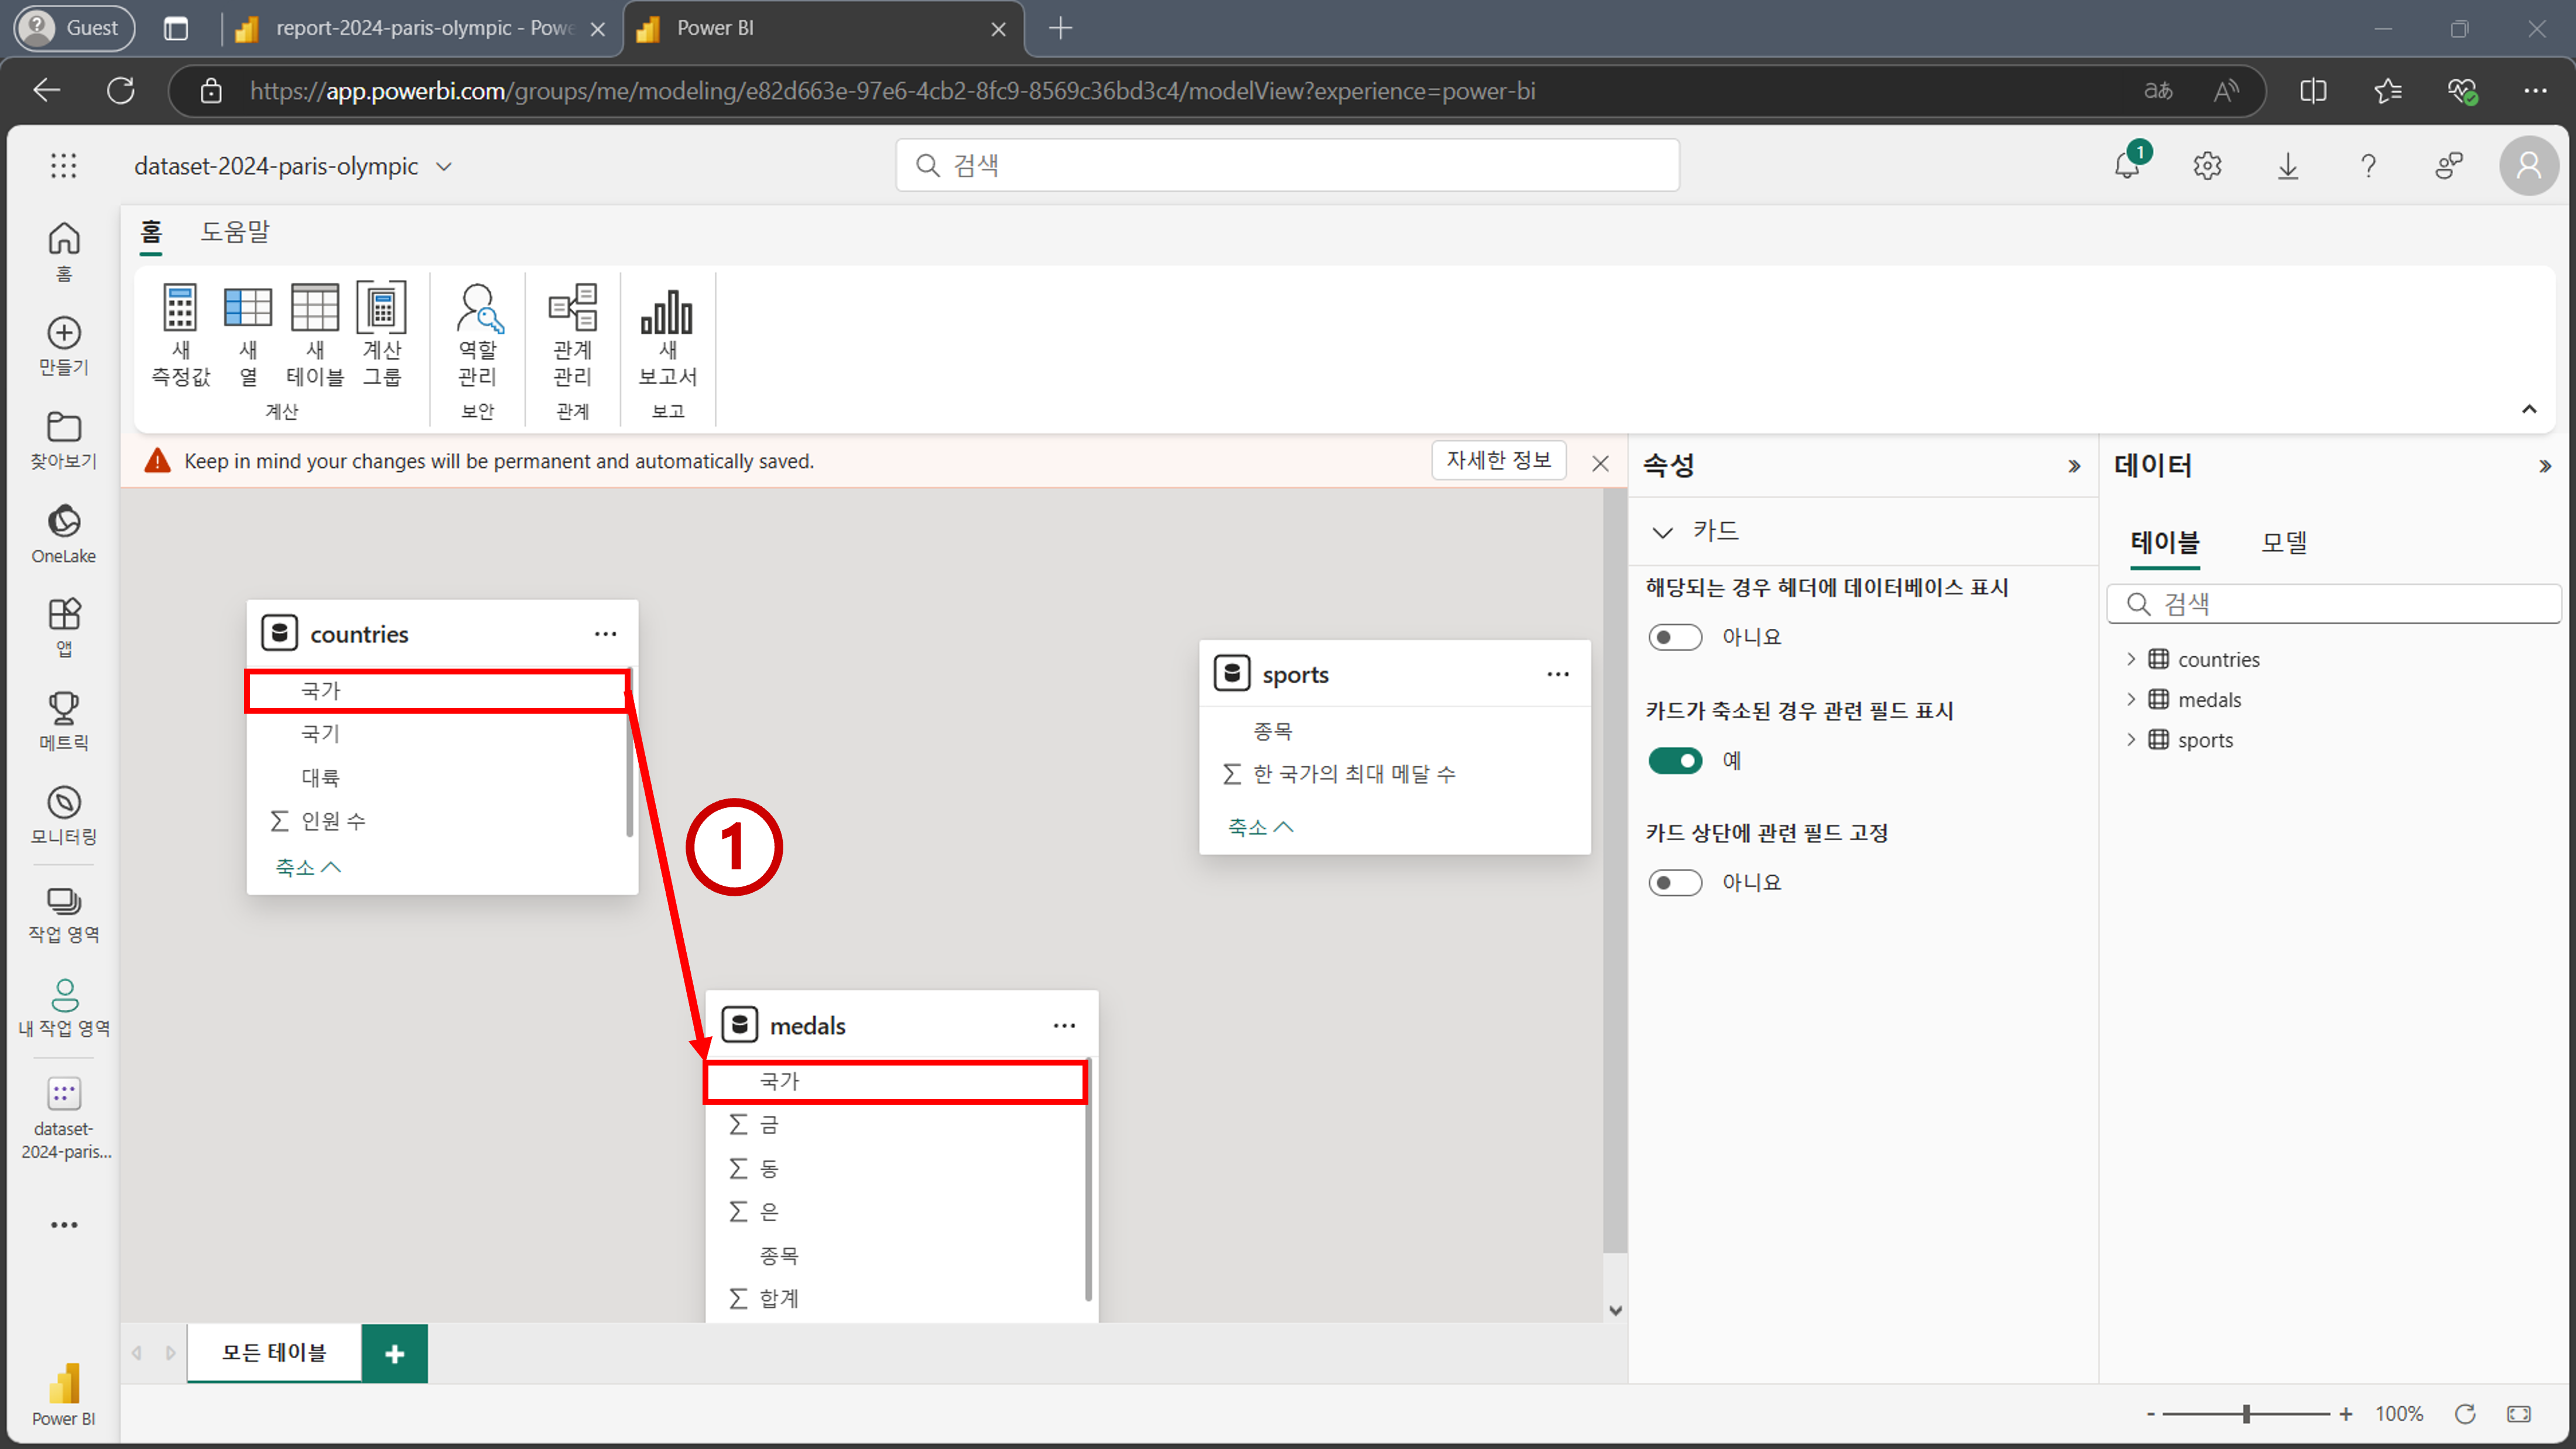 Guest
report-2024-paris-olympic - Powe
Power BI
https://app.powerbi.com/groups/me/modeling/e82d663e-97e6-4cb2-8fc9-8569c36bd3c4/modelView?experience=power-bi
dataset-2024-paris-olympic
검색
1
홈
도움말
새 측정값
새 열
새 테이블
계산 그룹
계산
역할 관리
보안
관계 관리
관계
새 보고서
보고
홈
만들기
찾아보기
OneLake
앱
메트릭
모니터링
작업 영역
내 작업 영역
dataset-
2024-paris...
Power BI
Keep in mind your changes will be permanent and automatically saved.
자세한 정보
countries
국가
국기
대륙
인원 수
축소
1
sports
종목
한 국가의 최대 메달 수
축소
medals
국가
금
동
은
종목
합계
모든 테이블
속성
카드
해당되는 경우 헤더에 데이터베이스 표시
아니요
카드가 축소된 경우 관련 필드 표시
예
카드 상단에 관련 필드 고정
아니요
데이터
테이블
모델
검색
countries
medals
sports
- + 100%